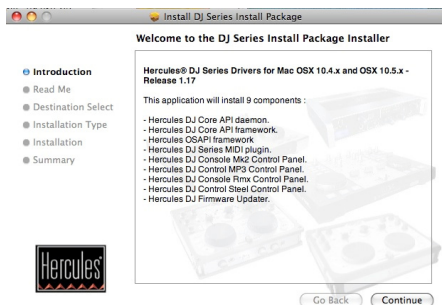 Install DJ Series Install Package
Welcome to the DJ Series Install Package Installer
Introduction
Read Me
Destination Select
Installation Type
Installation
Summary
Hercules® DJ Series Drivers for Mac OSX 10.4.x and OSX 10.5.x -
Release 1.17
This application will install 9 components :
- Hercules DJ Core API daemon.
- Hercules DJ Core API framework.
- Hercules OSAPI framework
- Hercules DJ Series MIDI plugin.
- Hercules DJ Console Mk2 Control Panel.
- Hercules DJ Control MP3 Control Panel.
- Hercules DJ Console Rmx Control Panel.
- Hercules DJ Control Steel Control Panel.
- Hercules DJ Firmware Updater.
Hercules
Go Back
Continue